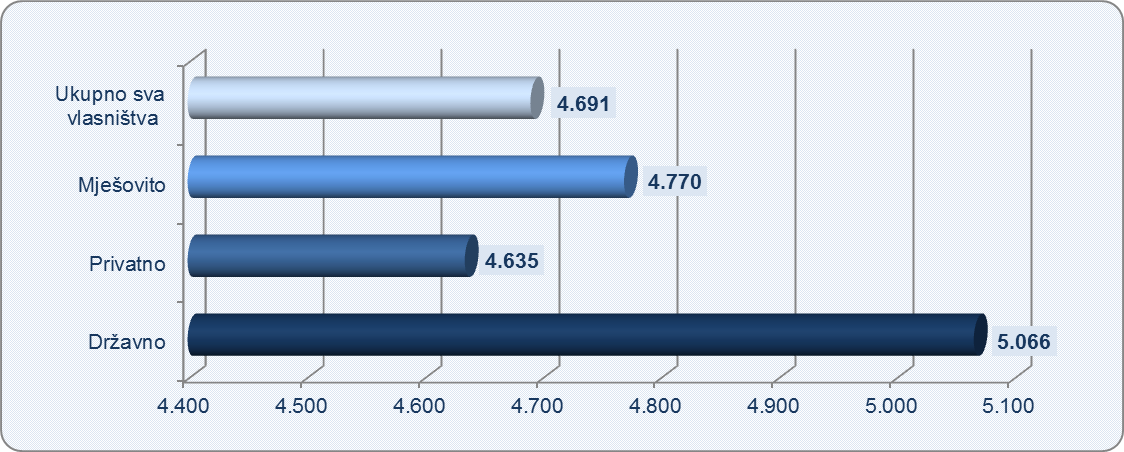 Ukupno sva
vlasništva
4.691
Mješovito
4.770
Privatno
4.635
Državno
5.066
4.400 4.500 4.600 4.700 4.800 4.900 5.000 5.100